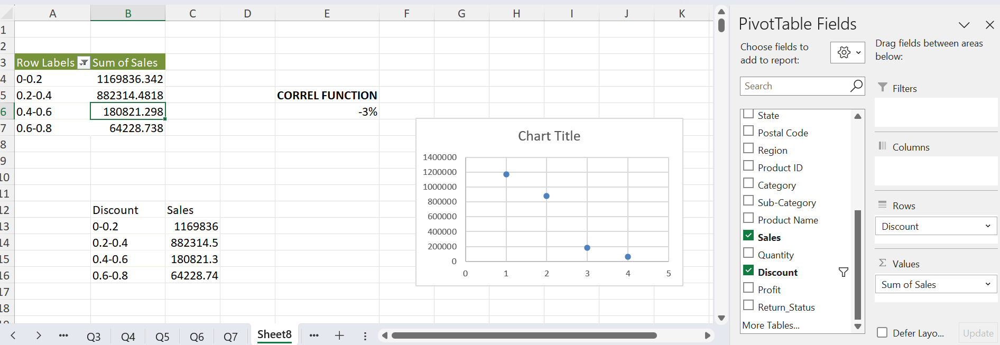 A B C D E F G H I J K
1
2
3 Row Labels Sum of Sales
4 0-0.2 1169836.342
5 0.2-0.4 882314.4818 CORREL FUNCTION
6 0.4-0.6 180821.298 -3%
7 0.6-0.8 64228.738
8
9
10
11
12 Discount Sales
13 0-0.2 1169836
14 0.2-0.4 882314.5
15 0.4-0.6 180821.3
16 0.6-0.8 64228.74
17
18
Chart Title
1400000
1200000
1000000
800000
600000
400000
200000
0
0 1 2 3 4 5
... Q3 Q4 Q5 Q6 Q7 Sheet8 ... +
PivotTable Fields
Choose fields to
add to report:
Search
State
Postal Code
Region
Product ID
Category
Sub-Category
Product Name
Sales
Quantity
Discount
Profit
Return_Status
More Tables...
Drag fields between areas
below:
Filters
Columns
Rows
Discount
Σ Values
Sum of Sales
Defer Layo... Update